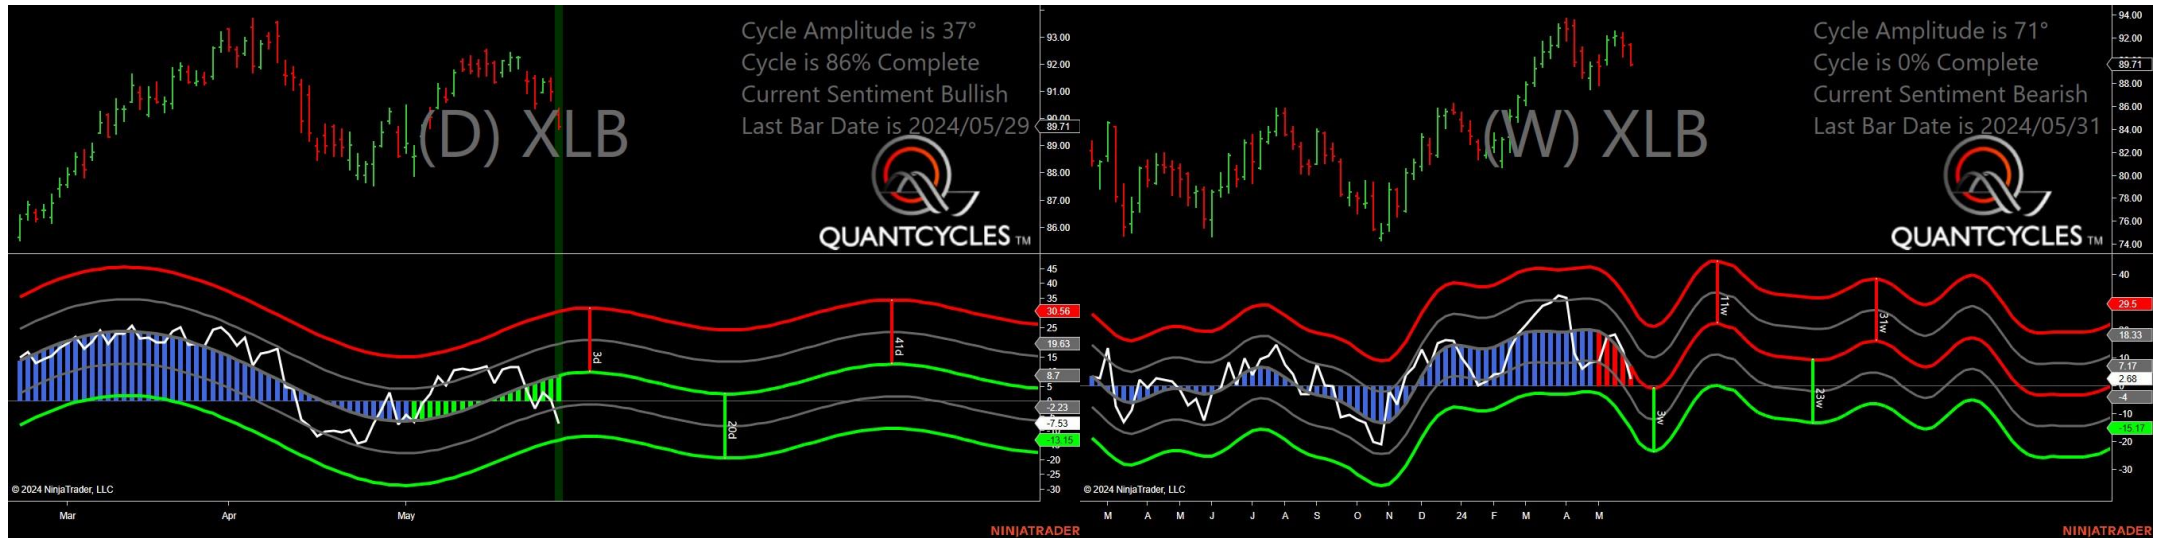 Cycle Amplitude is 37°
Cycle is 86% Complete
Current Sentiment Bullish
Last Bar Date is 2024/05/29
(D) XLB
QUANTCYCLES TM
93.00
92.00
91.00
90.00
89.71
89.00
88.00
87.00
86.00
45
40
35
30.56
25
19.63
15
8.7
5
0
-2.23
-7.53
-13.15
-20
-25
-30
3d
20d
41d
© 2024 NinjaTrader, LLC
Mar Apr May
NINJATRADER
Cycle Amplitude is 71°
Cycle is 0% Complete
Current Sentiment Bearish
Last Bar Date is 2024/05/31
(W) XLB
QUANTCYCLES TM
94.00
92.00
89.71
88.00
86.00
84.00
82.00
80.00
78.00
76.00
74.00
40
29.5
18.33
10
7.17
2.68
0
-4
-10
-15.17
-20
-30
3w
11w
23w
31w
© 2024 NinjaTrader, LLC
M A M J J A S O N D 24 F M A M
NINJATRADER